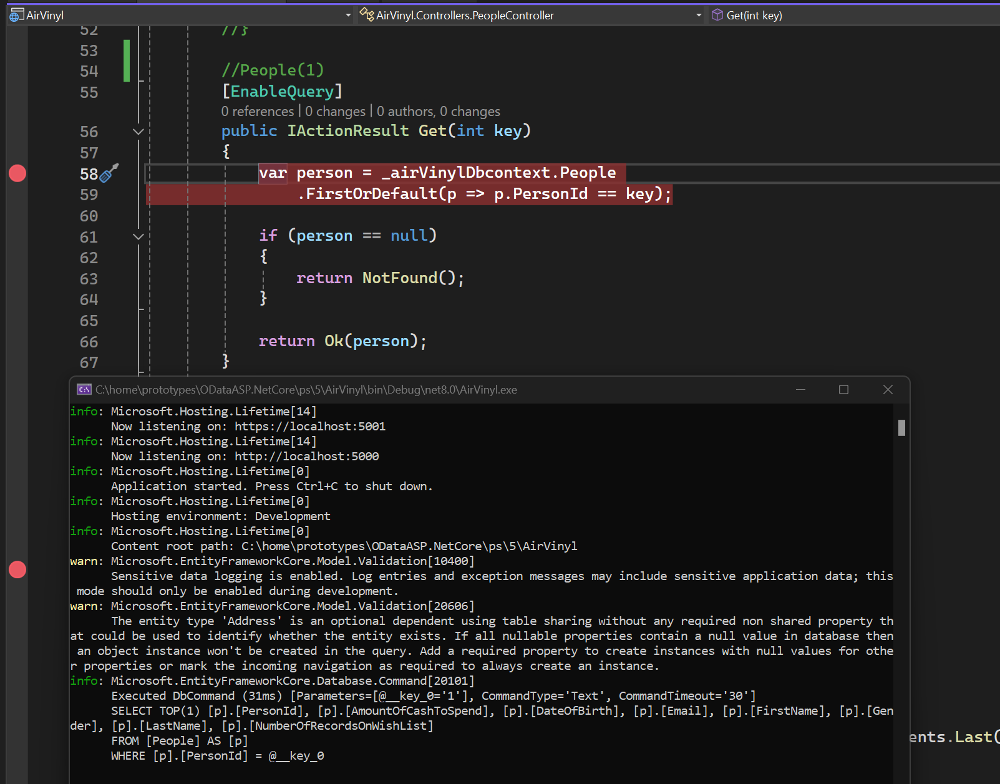 AirVinyl AirVinyl.Controllers.PeopleController Get(int key)
52 //}
53
54 //People(1)
55 [EnableQuery]
0 references | 0 changes | 0 authors, 0 changes
56 public IActionResult Get(int key)
57 {
58 var person = _airVinylDbcontext.People
59 .FirstOrDefault(p => p.PersonId == key);
60
61 if (person == null)
62 {
63 return NotFound();
64 }
65
66 return Ok(person);
67 }
C:\home\prototypes\ODataASP.NetCore\ps\5\AirVinyl\bin\Debug\net8.0\AirVinyl.exe
info: Microsoft.Hosting.Lifetime[14]
Now listening on: https://localhost:5001
info: Microsoft.Hosting.Lifetime[14]
Now listening on: http://localhost:5000
info: Microsoft.Hosting.Lifetime[0]
Application started. Press Ctrl+C to shut down.
info: Microsoft.Hosting.Lifetime[0]
Hosting environment: Development
info: Microsoft.Hosting.Lifetime[0]
Content root path: C:\home\prototypes\ODataASP.NetCore\ps\5\AirVinyl
warn: Microsoft.EntityFrameworkCore.Model.Validation[10400]
Sensitive data logging is enabled. Log entries and exception messages may include sensitive application data; this
mode should only be enabled during development.
warn: Microsoft.EntityFrameworkCore.Model.Validation[20606]
The entity type 'Address' is an optional dependent using table sharing without any required non shared property th
at could be used to identify whether the entity exists. If all nullable properties contain a null value in database then
an object instance won't be created in the query. Add a required property to create instances with null values for othe
r properties or mark the incoming navigation as required to always create an instance.
info: Microsoft.EntityFrameworkCore.Database.Command[20101]
Executed DbCommand (31ms) [Parameters=[@__key_0='1'], CommandType='Text', CommandTimeout='30']
SELECT TOP(1) [p].[PersonId], [p].[AmountOfCashToSpend], [p].[DateOfBirth], [p].[Email], [p].[FirstName], [p].[Gen
der], [p].[LastName], [p].[NumberOfRecordsOnWishList]
ents.Last(
FROM [People] AS [p]
WHERE [p].[PersonId] = @__key_0